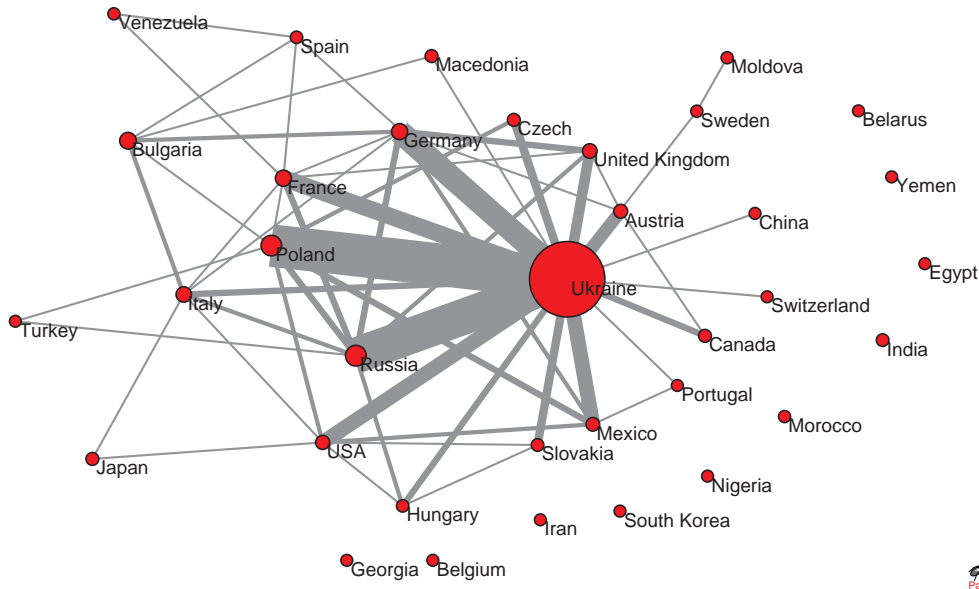 Venezuela
Spain
Macedonia
Moldova
Bulgaria
Germany
Czech
Sweden
Belarus
United Kingdom
France
Yemen
Austria
China
Poland
Egypt
Ukraine
Italy
Switzerland
Turkey
Canada
India
Russia
Portugal
Morocco
Mexico
USA
Slovakia
Japan
Nigeria
Hungary
South Korea
Iran
Georgia
Belgium